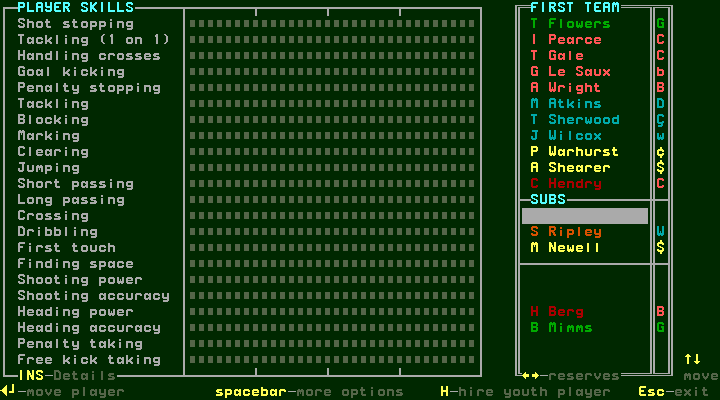 PLAYER SKILLS
Shot stopping
Tackling (1 on 1)
Handling crosses
Goal kicking
Penalty stopping
Tackling
Blocking
Marking
Clearing
Jumping
Short passing
Long passing
Crossing
Dribbling
First touch
Finding space
Shooting power
Shooting accuracy
Heading power
Heading accuracy
Penalty taking
Free kick taking
INS—Details
FIRST TEAM
T Flowers G
I Pearce C
T Gale C
G Le Saux b
A Wright B
M Atkins D
T Sherwood Ç
J Wilcox w
P Warhurst ¢
A Shearer $
C Hendry C
SUBS
S Ripley W
M Newell $
H Berg B
B Mimms G
↔—reserves
↑↓
move
↵—move player
spacebar—more options
H—hire youth player
Esc—exit